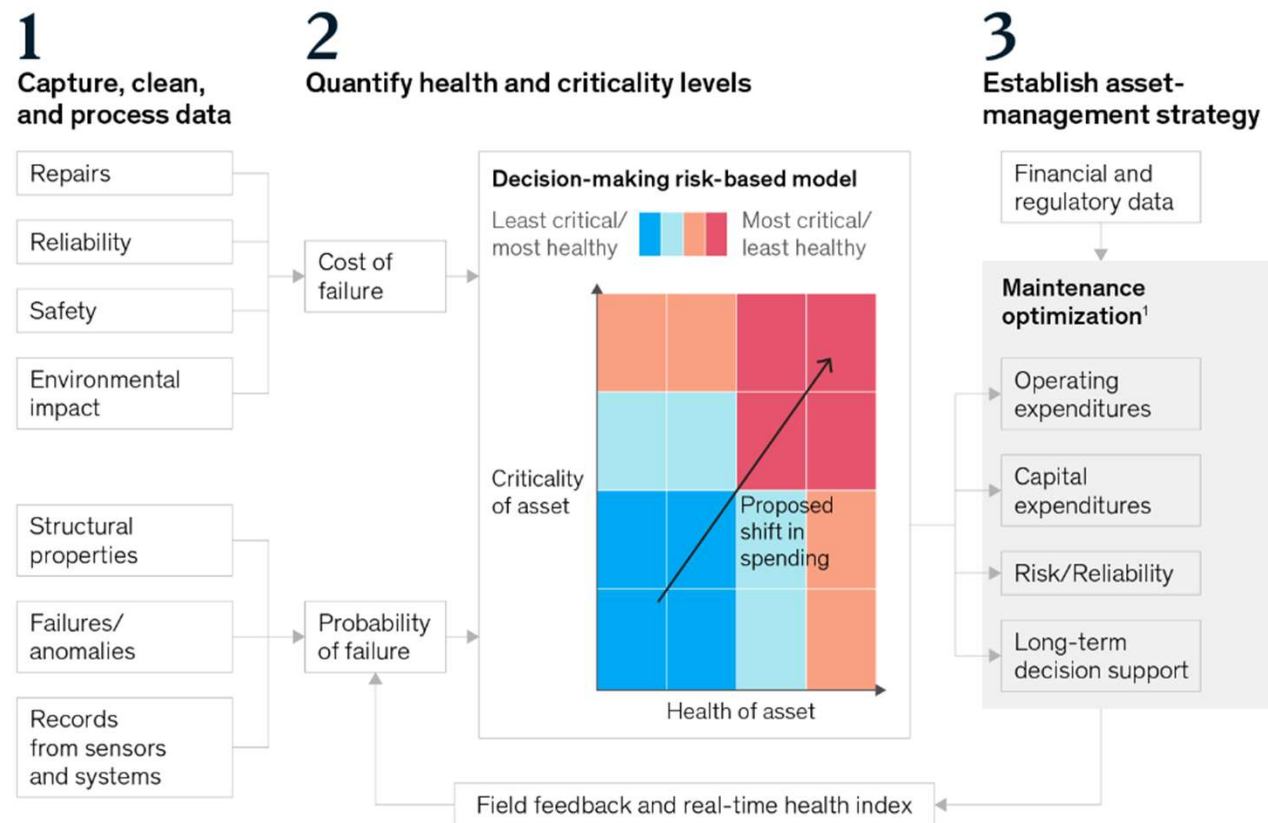 1
Capture, clean,
and process data
Repairs
Reliability
Safety
Environmental
impact
Structural
properties
Failures/
anomalies
Records
from sensors
and systems
2
Quantify health and criticality levels
Cost of
failure
Probability
of failure
Decision-making risk-based model
Least critical/
most healthy
Most critical/
least healthy
Criticality
of asset
Proposed
shift in
spending
Health of asset
3
Establish asset-
management strategy
Financial and
regulatory data
Maintenance
optimization¹
Operating
expenditures
Capital
expenditures
Risk/Reliability
Long-term
decision support
Field feedback and real-time health index